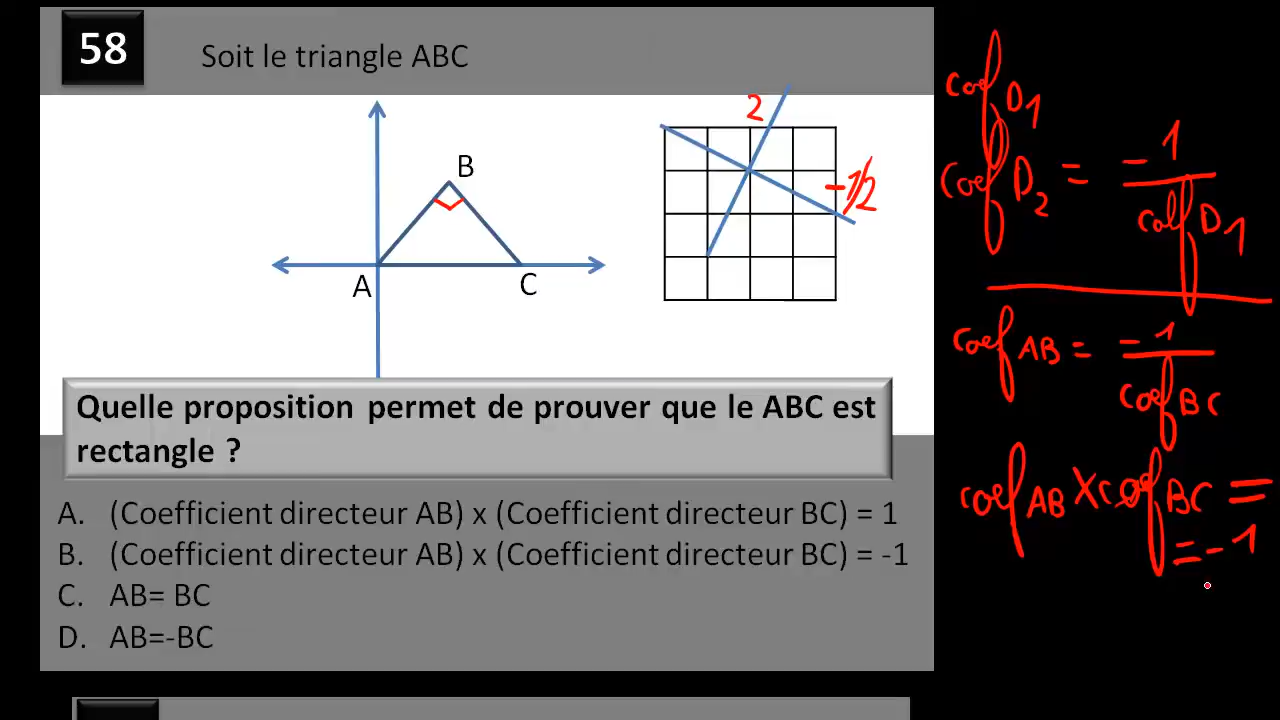 58
Soit le triangle ABC
B
A
C
2
-1/2
Quelle proposition permet de prouver que le ABC est
rectangle ?
A. (Coefficient directeur AB) x (Coefficient directeur BC) = 1
B. (Coefficient directeur AB) x (Coefficient directeur BC) = -1
C. AB= BC
D. AB=-BC
coef D1
coef D2 = -1 / coef D1
coef AB = -1 / coef BC
coef AB X coef BC =
= -1